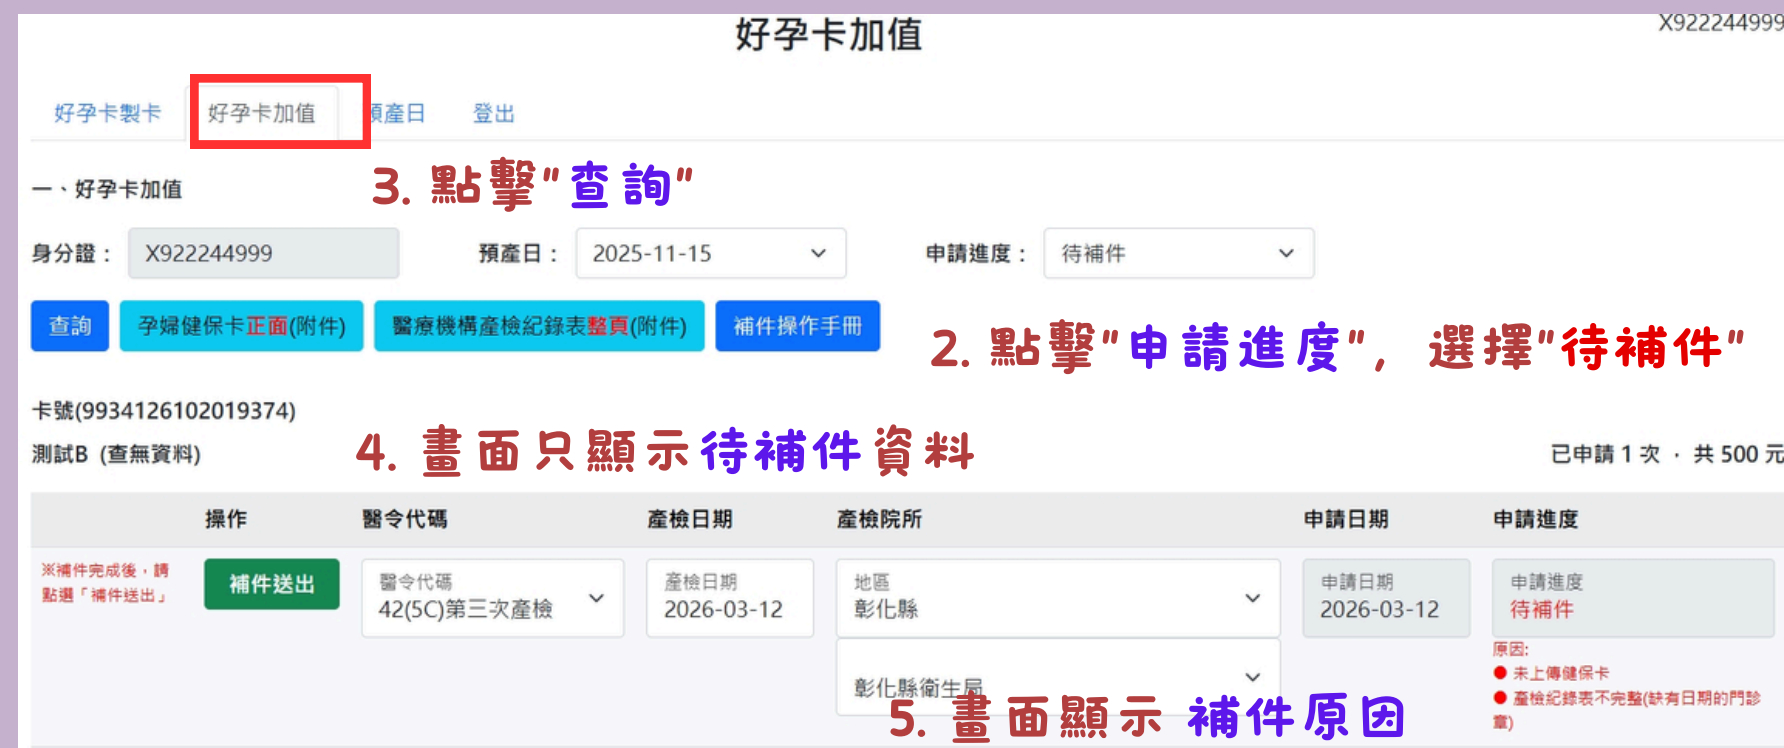 好孕卡加值
X922244999
好孕卡製卡
好孕卡加值
預產日
登出
3. 點擊"查詢"
一、好孕卡加值
身分證：
X922244999
預產日：
2025-11-15
申請進度：
待補件
查詢
孕婦健保卡正面(附件)
醫療機構產檢紀錄表整頁(附件)
補件操作手冊
2. 點擊"申請進度", 選擇"待補件"
卡號(9934126102019374)
測試B (查無資料)
4. 畫面只顯示待補件資料
已申請 1 次 , 共 500 元
操作
醫令代碼
產檢日期
產檢院所
申請日期
申請進度
※補件完成後，請
點選「補件送出」
補件送出
醫令代碼
42(5C)第三次產檢
產檢日期
2026-03-12
地區
彰化縣
彰化縣衛生局
申請日期
2026-03-12
申請進度
待補件
原因:
● 未上傳健保卡
● 產檢紀錄表不完整(缺有日期的門診
章)
5. 畫面顯示 補件原因